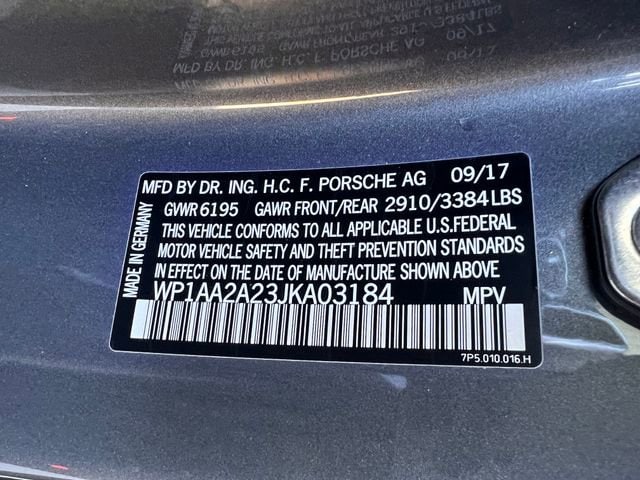 MFD BY DR. ING. H.C. F. PORSCHE AG 09/17
GVWR 6195 GAWR FRONT/REAR 2910/3384 LBS
THIS VEHICLE CONFORMS TO ALL APPLICABLE U.S.FEDERAL
MOTOR VEHICLE SAFETY AND THEFT PREVENTION STANDARDS
IN EFFECT ON THE DATE OF MANUFACTURE SHOWN ABOVE
WP1AA2A23JKA03184 MPV
7P5.010.016.H
MADE IN GERMANY